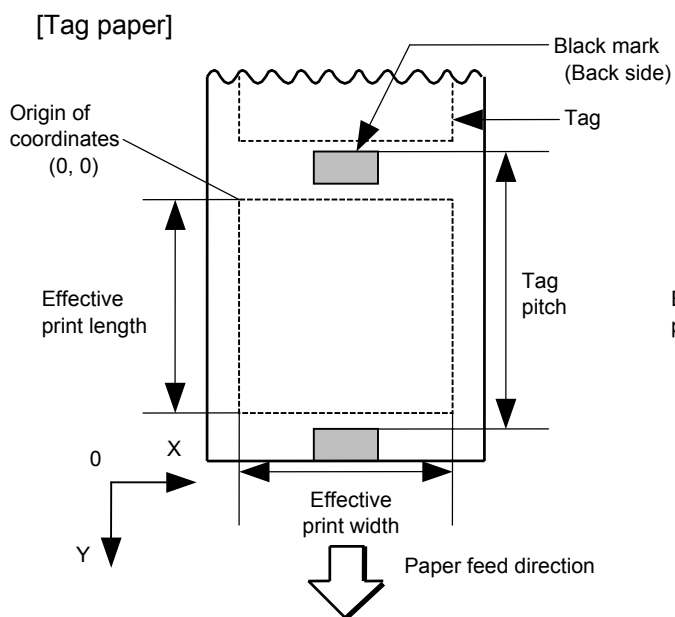 [Tag paper]
Black mark
(Back side)
Origin of
coordinates
(0, 0)
Tag
Effective
print length
Tag
pitch
0
X
Y
Effective
print width
Paper feed direction